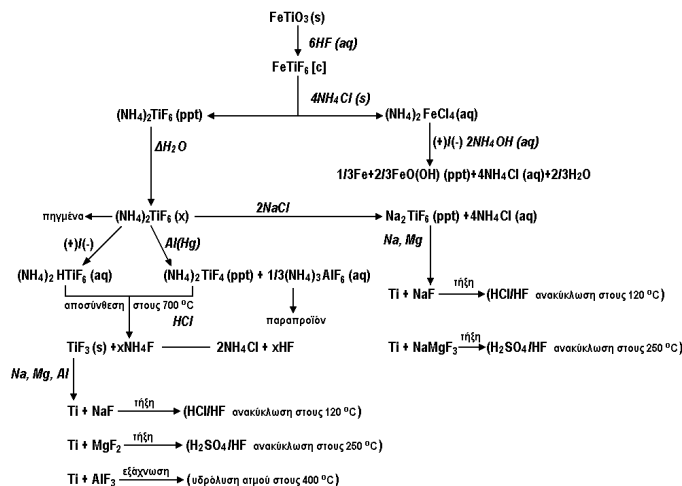 FeTiO3 (s)
6HF (aq)
FeTiF6 [c]
4NH4Cl (s)
(NH4)2TiF6 (ppt) (NH4)2 FeCl4 (aq)
ΔH2O (+)/(-) 2NH4OH (aq)
1/3Fe+2/3FeO(OH) (ppt)+4NH4Cl (aq)+2/3H2O
πηγμένα (NH4)2TiF6 (x) 2NaCl Na2TiF6 (ppt) +4NH4Cl (aq)
(+)/(-) Al(Hg) Na, Mg
(NH4)2 HTiF6 (aq) (NH4)2TiF4 (ppt) + 1/3(NH4)3AlF6 (aq)
Ti + NaF τήξη (HCl/HF ανακύκλωση στους 120 °C)
αποσύνθεση στους 700 °C
HCl παραπροϊόν
TiF3 (s) +xNH4F 2NH4Cl + xHF Ti + NaMgF3 τήξη (H2SO4/HF ανακύκλωση στους 250 °C)
Na, Mg, Al
Ti + NaF τήξη (HCl/HF ανακύκλωση στους 120 °C)
Ti + MgF2 τήξη (H2SO4/HF ανακύκλωση στους 250 °C)
Ti + AlF3 εξάχνωση (υδρόλυση ατμού στους 400 °C)